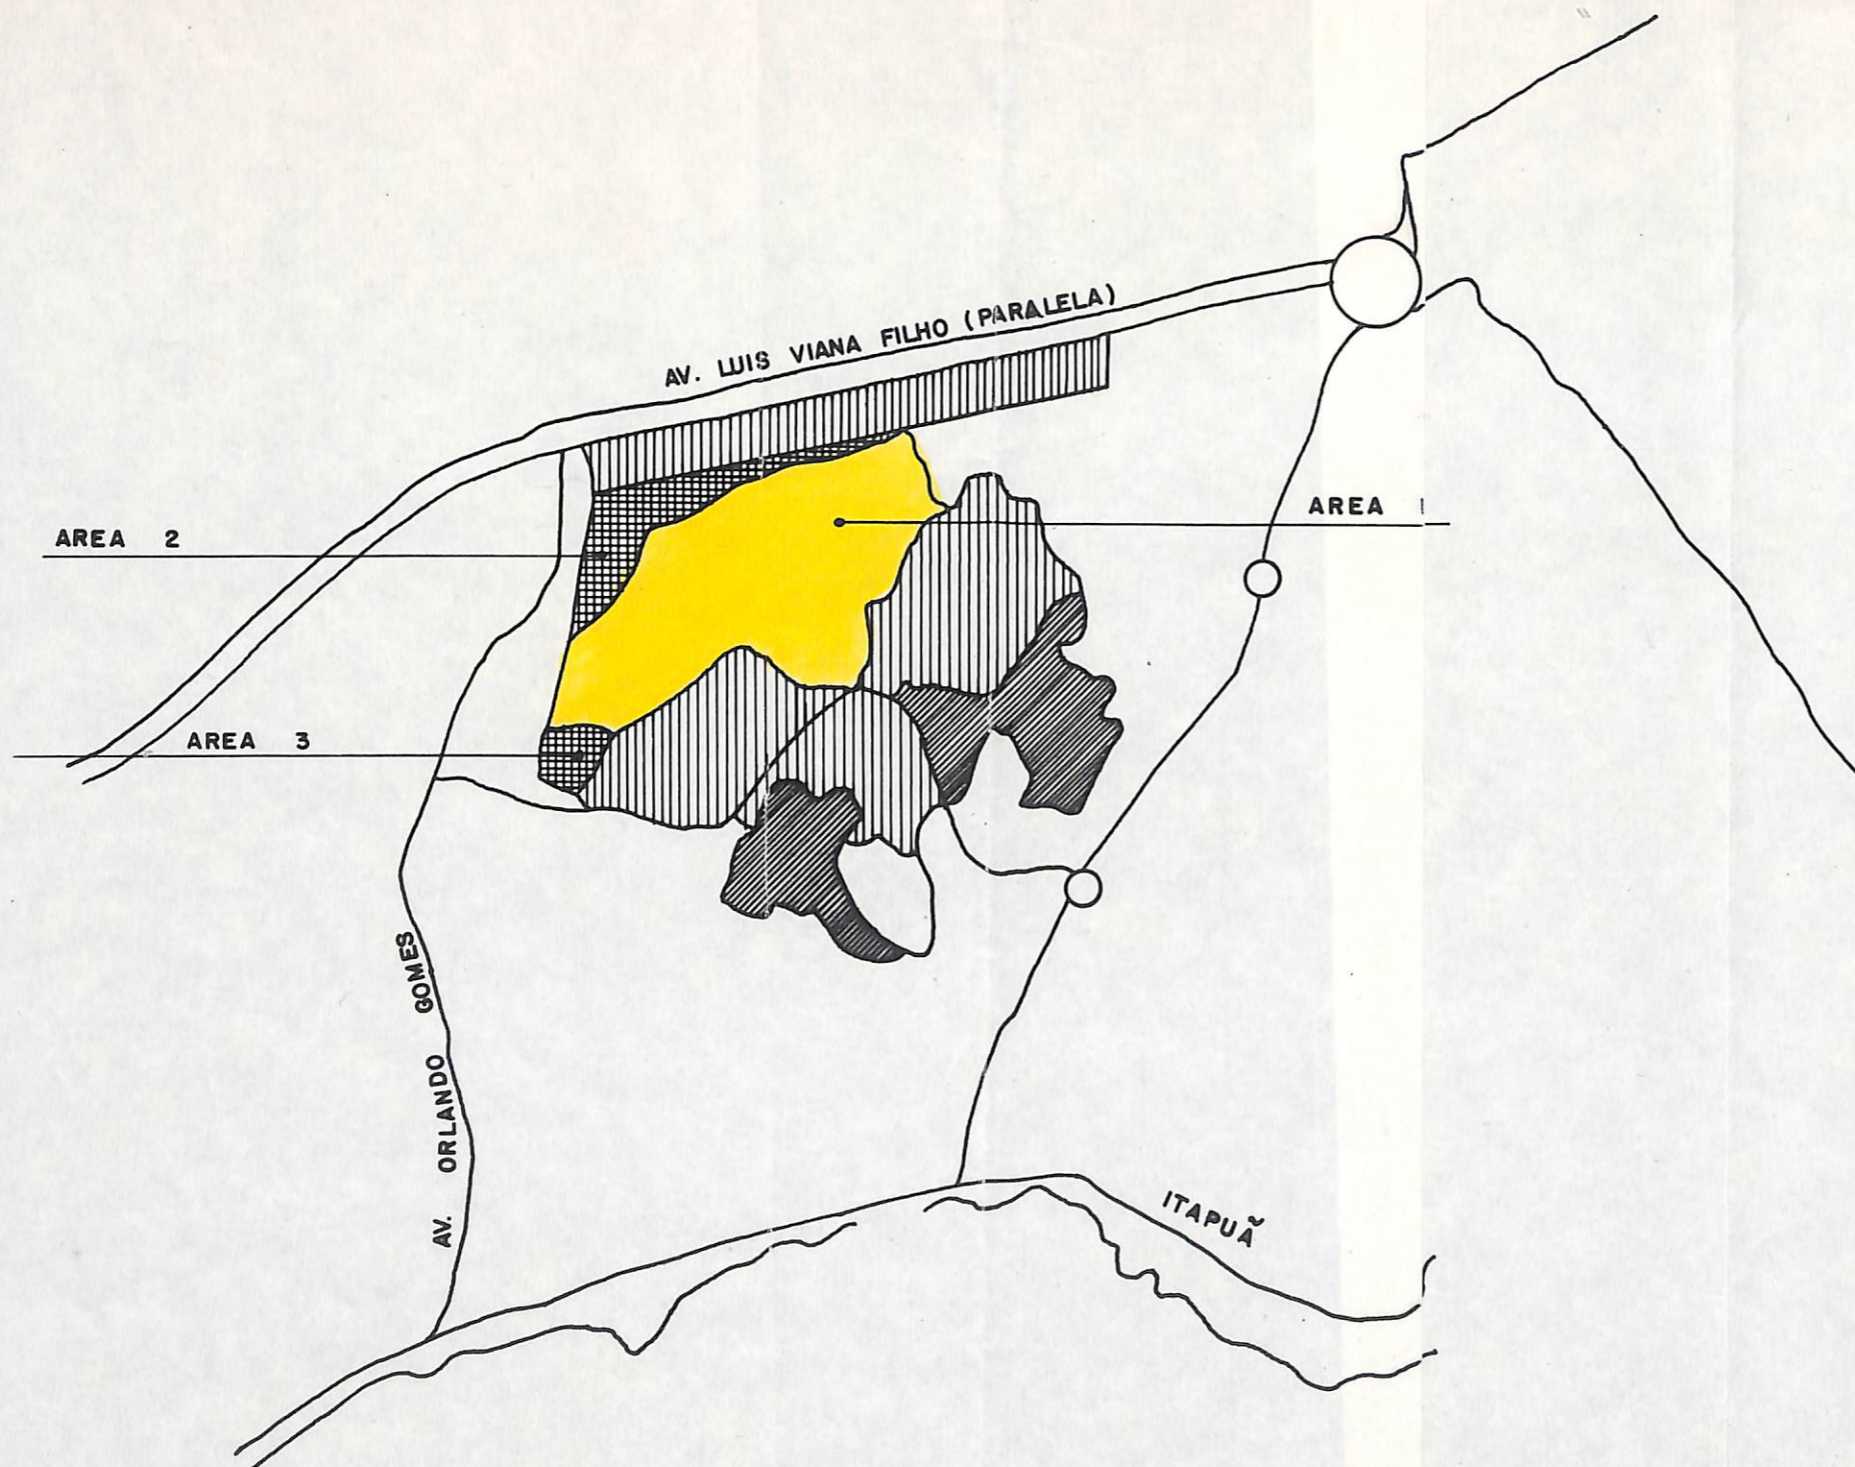 AV. LUIS VIANA FILHO (PARALELA)
AREA 1
AREA 2
AREA 3
AV. ORLANDO GOMES
ITAPUÃ